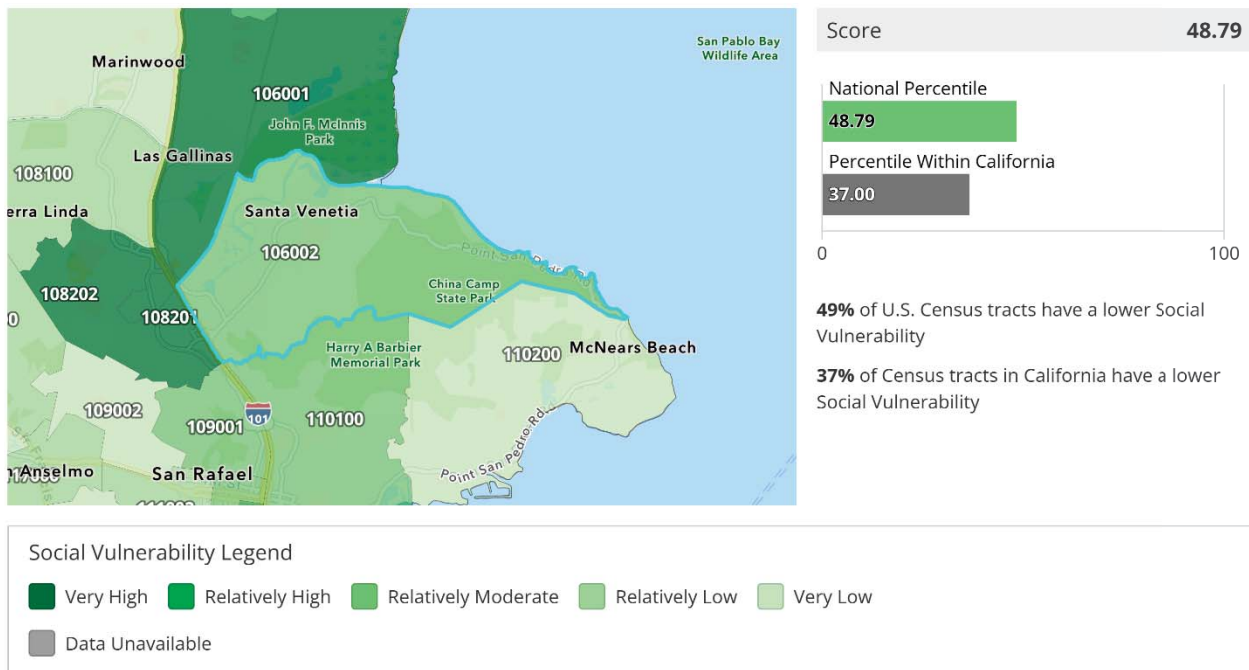 San Pablo Bay
Wildlife Area
Marinwood
106001
John F. McInnis
Park
Las Gallinas
108100
erra Linda
Santa Venetia
106002
Point San Pedro Rd
China Camp
State Park
108202
108201
Harry A Barbier
Memorial Park
110200
McNears Beach
109002
101
109001
110100
Point San Pedro Rd
n Anselmo
San Rafael
Score 48.79
National Percentile
48.79
Percentile Within California
37.00
0 100
49% of U.S. Census tracts have a lower Social
Vulnerability
37% of Census tracts in California have a lower
Social Vulnerability
Social Vulnerability Legend
Very High Relatively High Relatively Moderate Relatively Low Very Low
Data Unavailable